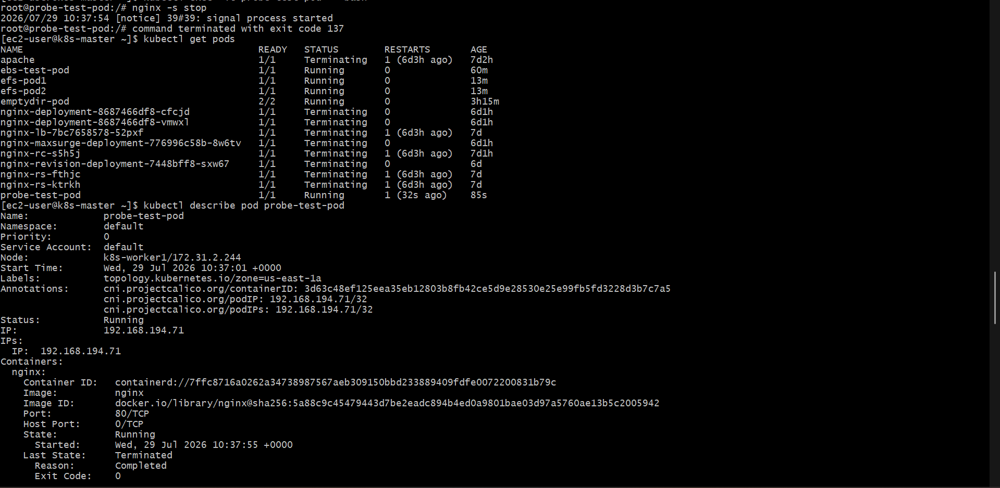 root@probe-test-pod:/# nginx -s stop
2026/07/29 10:37:54 [notice] 39#39: signal process started
root@probe-test-pod:/# command terminated with exit code 137
[ec2-user@k8s-master ~]$ kubectl get pods
NAME READY STATUS RESTARTS AGE
apache 1/1 Terminating 1 (6d3h ago) 7d2h
ebs-test-pod 1/1 Running 0 60m
efs-pod1 1/1 Running 0 13m
efs-pod2 1/1 Running 0 13m
emptydir-pod 2/2 Running 0 3h15m
nginx-deployment-8687466df8-cfcjd 1/1 Terminating 0 6d1h
nginx-deployment-8687466df8-vmwxl 1/1 Terminating 0 6d1h
nginx-lb-7bc7658578-52pxf 1/1 Terminating 1 (6d3h ago) 7d
nginx-maxsurge-deployment-776996c58b-8w6tv 1/1 Terminating 0 6d1h
nginx-rc-s5h5j 1/1 Terminating 1 (6d3h ago) 7d1h
nginx-revision-deployment-7448bff8-sxw67 1/1 Terminating 0 6d
nginx-rs-fthjc 1/1 Terminating 1 (6d3h ago) 7d
nginx-rs-ktrkh 1/1 Terminating 1 (6d3h ago) 7d
probe-test-pod 1/1 Running 1 (32s ago) 85s
[ec2-user@k8s-master ~]$ kubectl describe pod probe-test-pod
Name: probe-test-pod
Namespace: default
Priority: 0
Service Account: default
Node: k8s-worker1/172.31.2.244
Start Time: Wed, 29 Jul 2026 10:37:01 +0000
Labels: topology.kubernetes.io/zone=us-east-1a
Annotations: cni.projectcalico.org/containerID: 3d63c48ef125eea35eb12803b8fb42ce5d9e28530e25e99fb5fd3228d3b7c7a5
cni.projectcalico.org/podIP: 192.168.194.71/32
cni.projectcalico.org/podIPs: 192.168.194.71/32
Status: Running
IP: 192.168.194.71
IPs:
IP: 192.168.194.71
Containers:
nginx:
Container ID: containerd://7ffc8716a0262a34738987567aeb309150bbd233889409fdfe0072200831b79c
Image: nginx
Image ID: docker.io/library/nginx@sha256:5a88c9c45479443d7be2eadc894b4ed0a9801bae03d97a5760ae13b5c2005942
Port: 80/TCP
Host Port: 0/TCP
State: Running
Started: Wed, 29 Jul 2026 10:37:55 +0000
Last State: Terminated
Reason: Completed
Exit Code: 0